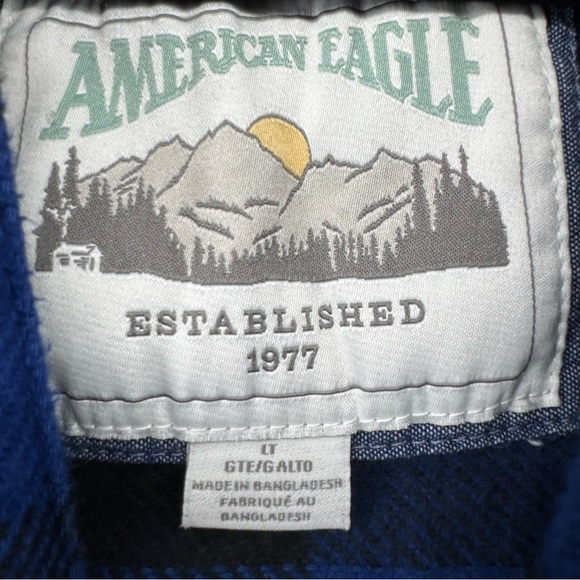 AMERICAN EAGLE
ESTABLISHED
1977
LT
GTE/G ALTO
MADE IN BANGLADESH
FABRIQUÉ AU
BANGLADESH